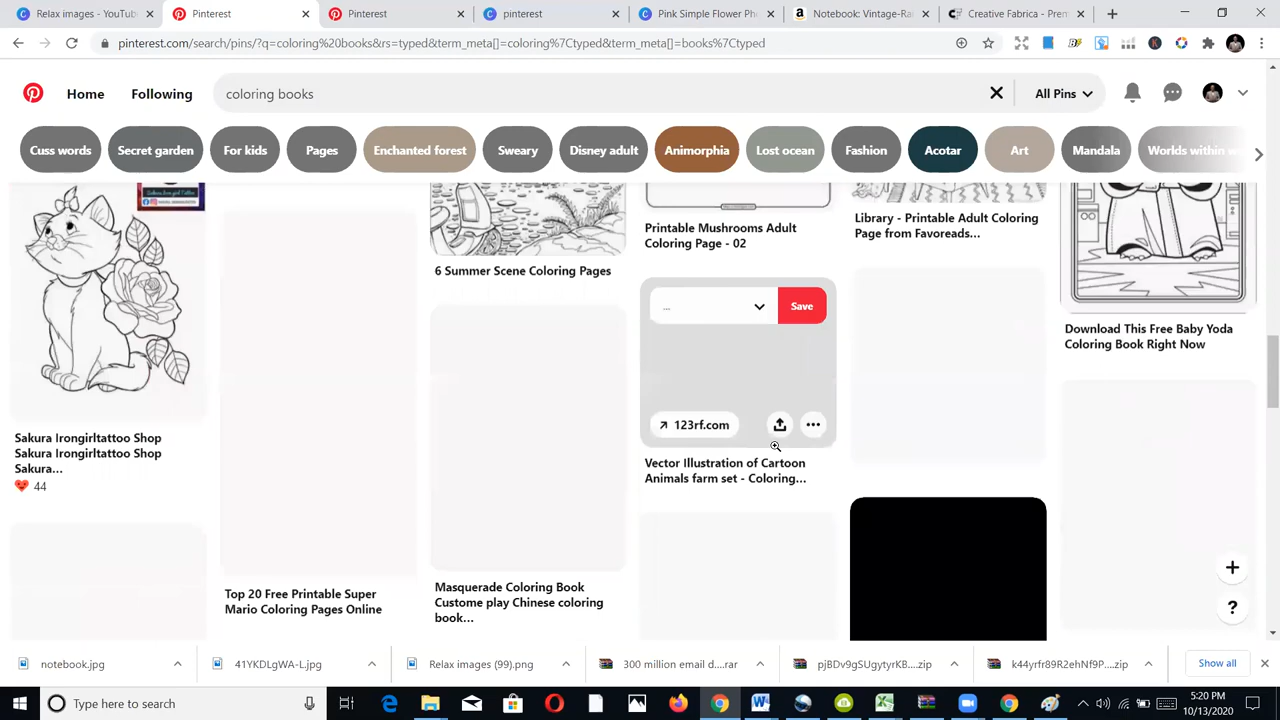 Relax images - YouTut
Pinterest
Pinterest
pinterest
Pink Simple Flower Ph
Notebook: Vintage-Rai
Creative Fabrica - Prem
pinterest.com/search/pins/?q=coloring%20books&rs=typed&term_meta[]=coloring%7Ctyped&term_meta[]=books%7Ctyped
Home
Following
coloring books
All Pins
Cuss words
Secret garden
For kids
Pages
Enchanted forest
Sweary
Disney adult
Animorphia
Lost ocean
Fashion
Acotar
Art
Mandala
Worlds within w
Printable Mushrooms Adult
Coloring Page - 02
Library - Printable Adult Coloring
Page from Favoreads...
6 Summer Scene Coloring Pages
...
Save
123rf.com
Download This Free Baby Yoda
Coloring Book Right Now
Sakura Irongirltattoo Shop
Sakura Irongirltattoo Shop
Sakura...
44
Vector Illustration of Cartoon
Animals farm set - Coloring...
Top 20 Free Printable Super
Mario Coloring Pages Online
Masquerade Coloring Book
Custome play Chinese coloring
book...
+
?
notebook.jpg
41YKDLgWA-L.jpg
Relax images (99).png
300 million email d....rar
pjBDv9gSUgytyrKB....zip
k44yrfr89R2ehNf9P....zip
Show all
Type here to search
5:20 PM
10/13/2020